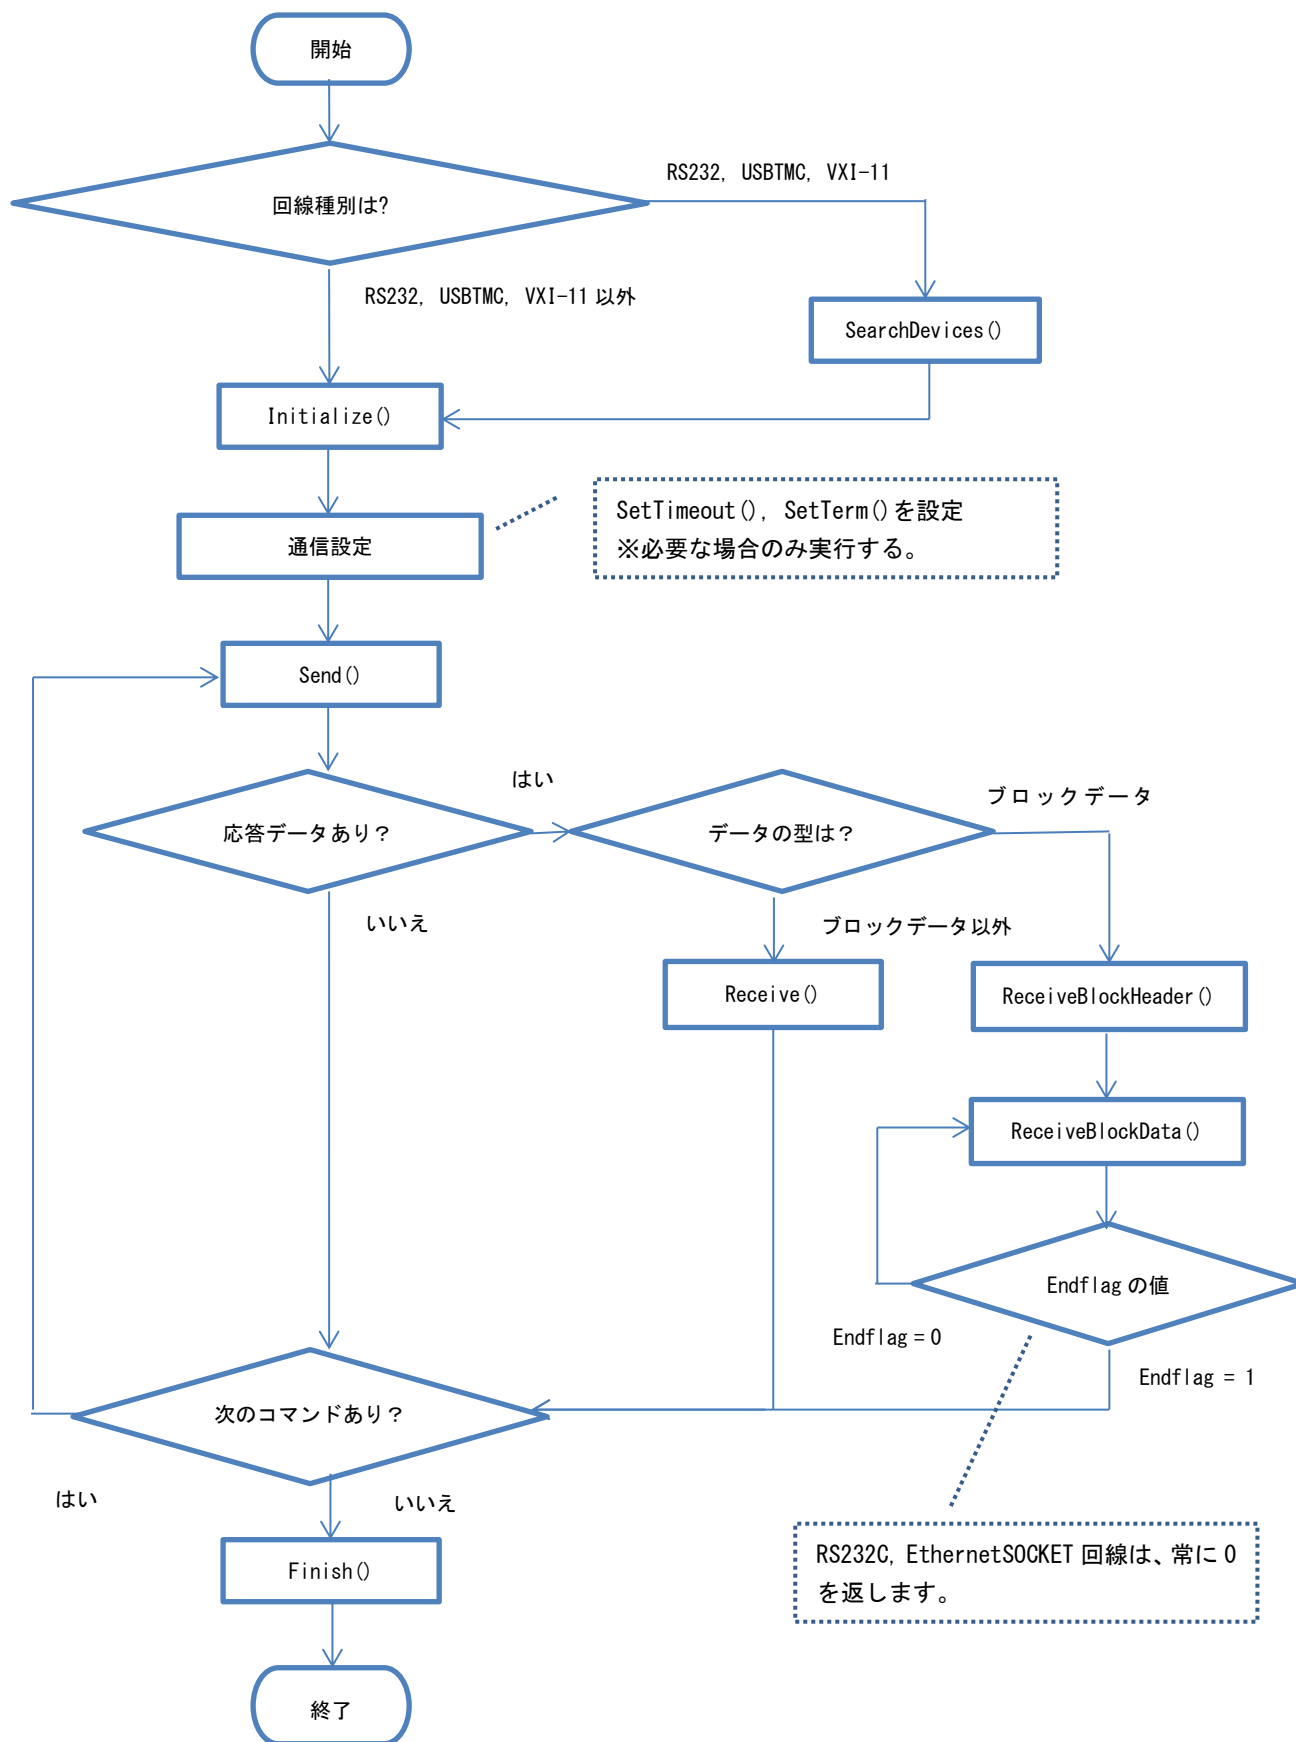 開始
回線種別は?
RS232, USBTMC, VXI-11
RS232, USBTMC, VXI-11 以外
SearchDevices()
Initialize()
SetTimeout(), SetTerm()を設定
※必要な場合のみ実行する。
通信設定
Send()
はい
ブロックデータ
応答データあり？
データの型は？
いいえ
ブロックデータ以外
Receive()
ReceiveBlockHeader()
ReceiveBlockData()
Endflag の値
Endflag = 0
Endflag = 1
次のコマンドあり？
はい
いいえ
RS232C, EthernetSOCKET 回線は、常に 0
を返します。
Finish()
終了